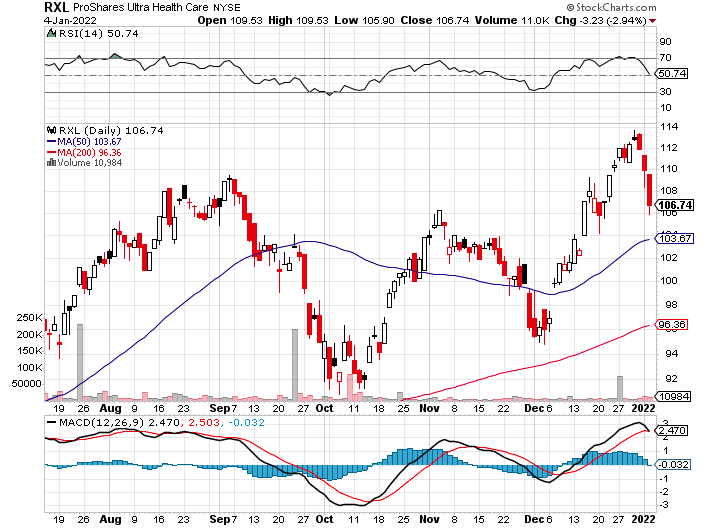 RXL ProShares Ultra Health Care NYSE © StockCharts.com
4-Jan-2022 Open 109.53 High 109.53 Low 105.90 Close 106.74 Volume 11.0K Chg -3.23 (-2.94%)
RSI(14) 50.74
90
70
50.74
30
10
RXL (Daily) 106.74
MA(50) 103.67
MA(200) 96.36
Volume 10,984
114
112
110
108
106.74
106
104
103.67
102
100
98
96.36
94
92
10984
250K
200K
150K
100K
50000
19 26 Aug 9 16 23 Sep 7 13 20 27 Oct 11 18 25 Nov 8 15 22 Dec 6 13 20 27 2022
MACD(12,26,9) 2.470, 2.503, -0.032
3
2.470
1
-0.032
-1
-2
-3
19 26 Aug 9 16 23 Sep 7 13 20 27 Oct 11 18 25 Nov 8 15 22 Dec 6 13 20 27 2022